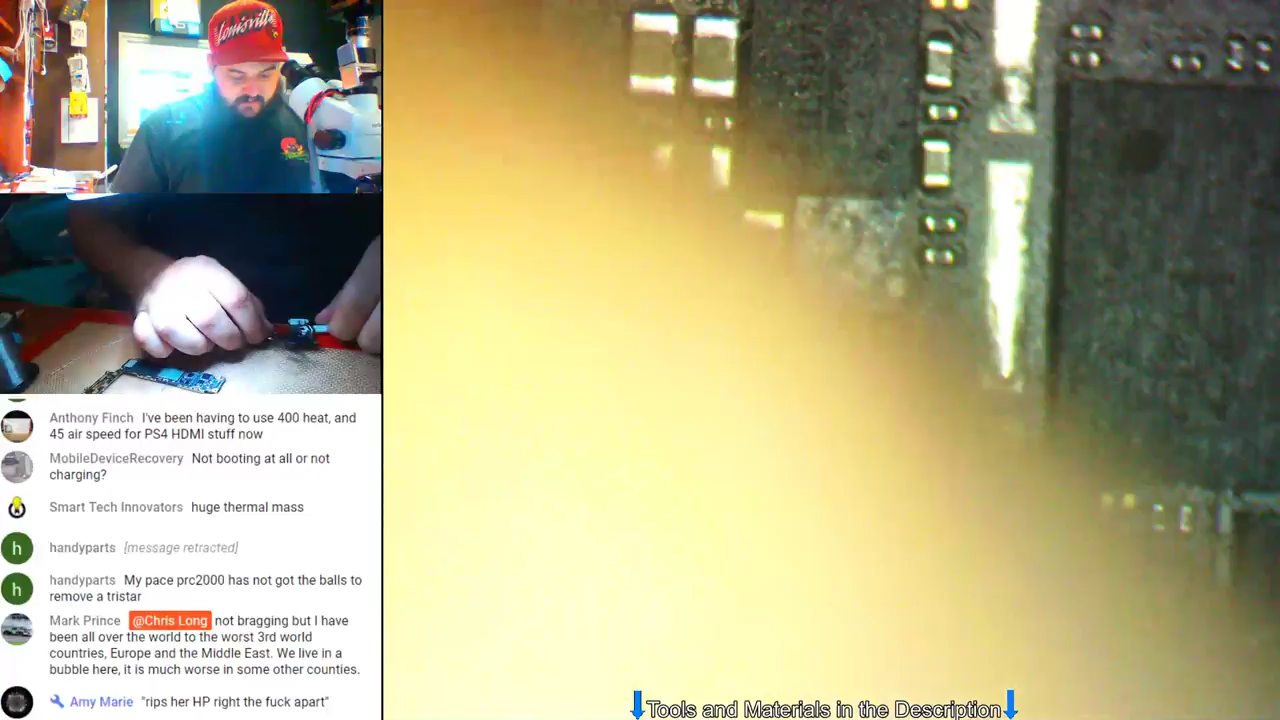 Louisville
Anthony Finch I've been having to use 400 heat, and
45 air speed for PS4 HDMI stuff now
MobileDeviceRecovery Not booting at all or not
charging?
Smart Tech Innovators huge thermal mass
h handyparts [message retracted]
h handyparts My pace prc2000 has not got the balls to
remove a tristar
Mark Prince @Chris Long not bragging but I have
been all over the world to the worst 3rd world
countries, Europe and the Middle East. We live in a
bubble here, it is much worse in some other counties.
Amy Marie "rips her HP right the fuck apart"
Tools and Materials in the Description